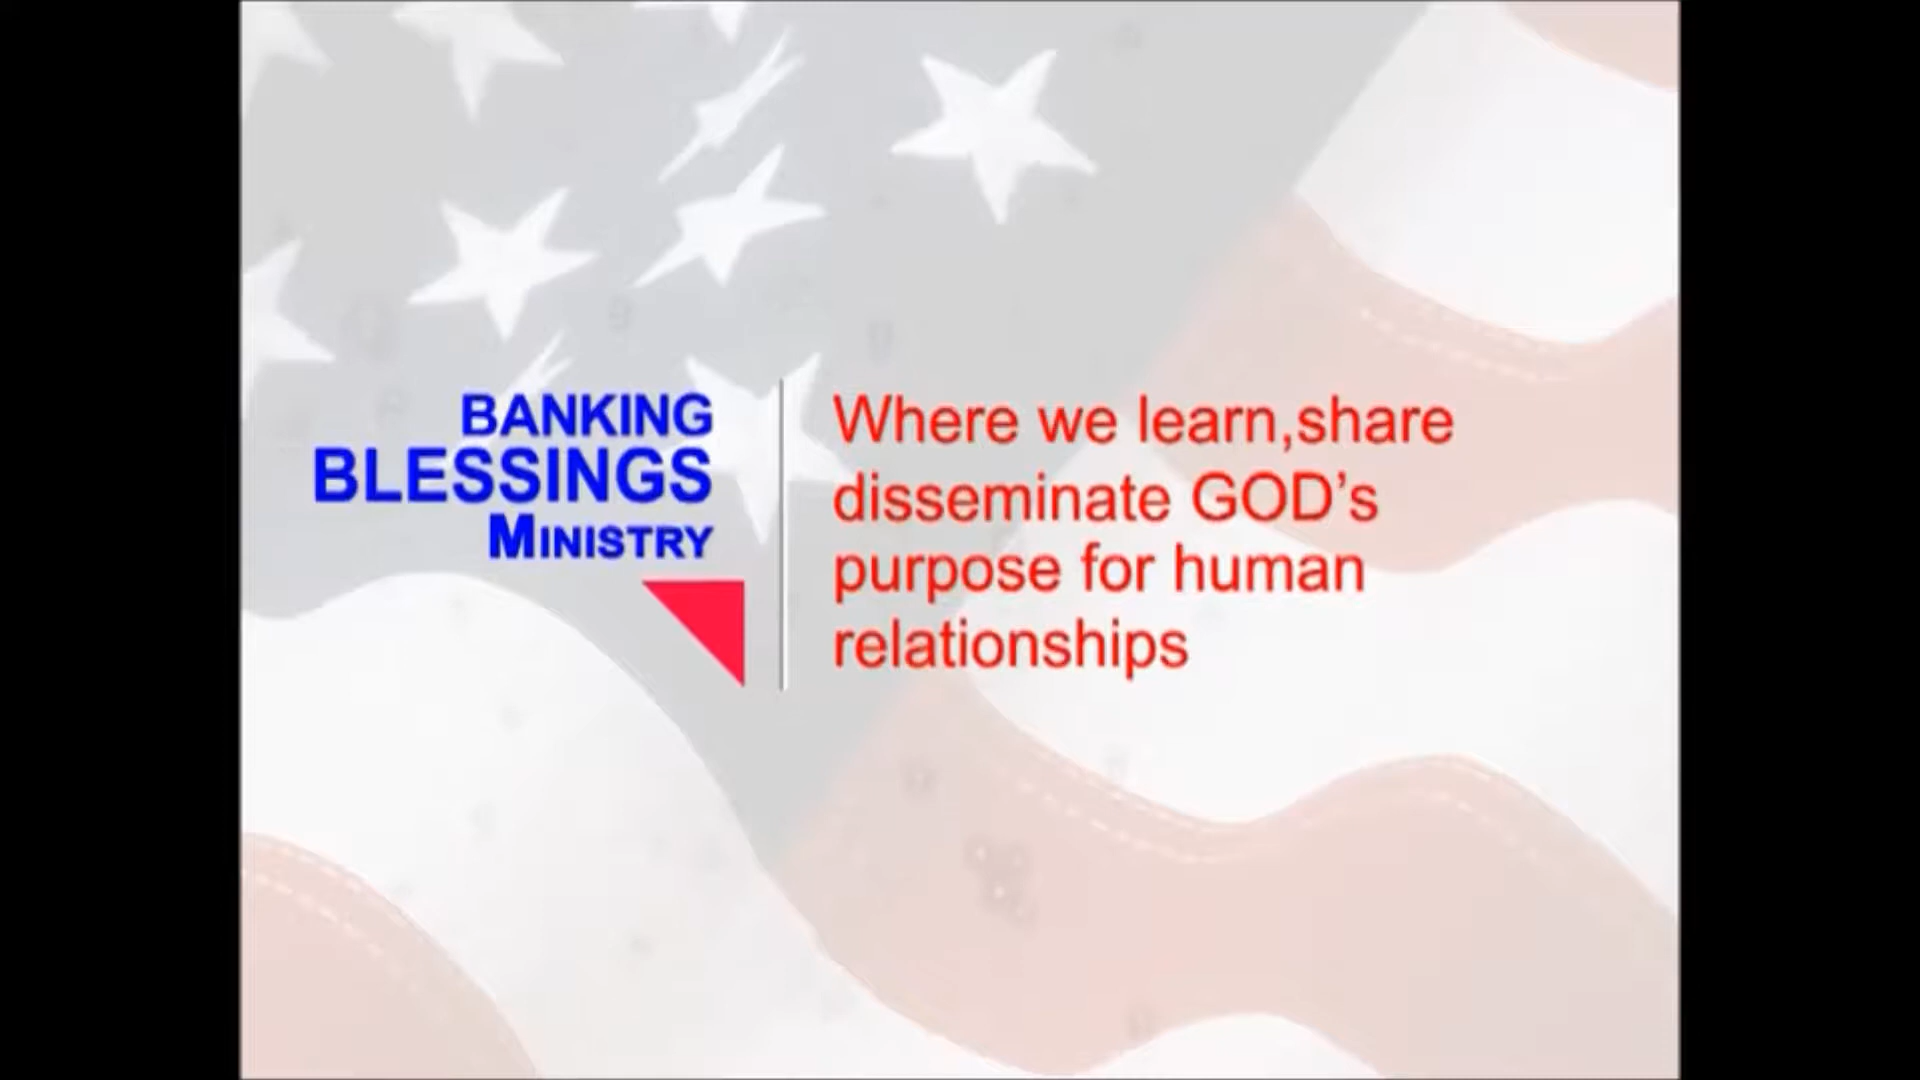 BANKING
BLESSINGS
MINISTRY
Where we learn,share
disseminate GOD’s
purpose for human
relationships